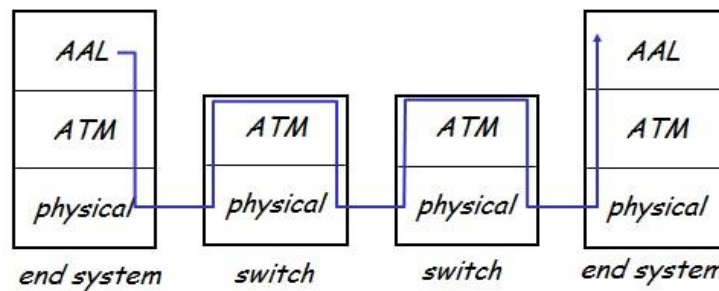 AAL
ATM
physical
end system
ATM
physical
switch
ATM
physical
switch
AAL
ATM
physical
end system